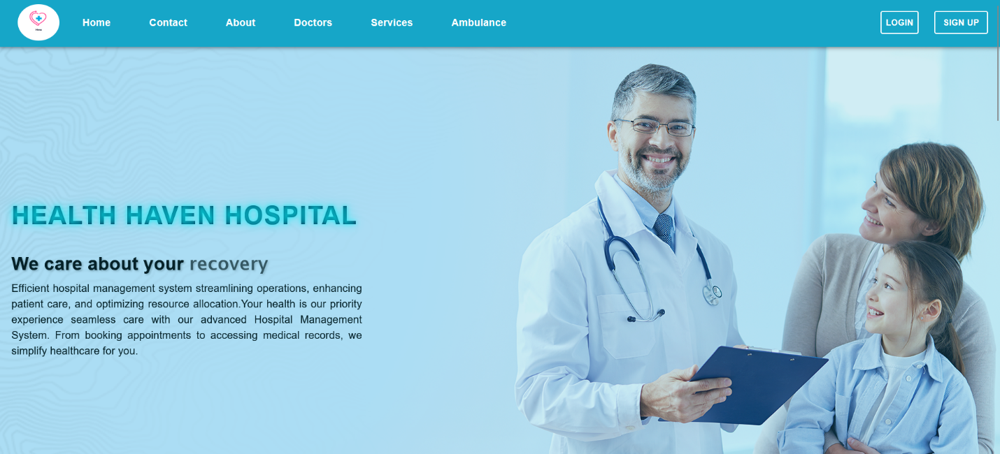 Home Contact About Doctors Services Ambulance LOGIN SIGN UP
HEALTH HAVEN HOSPITAL
We care about your recovery
Efficient hospital management system streamlining operations, enhancing
patient care, and optimizing resource allocation.Your health is our priority
experience seamless care with our advanced Hospital Management
System. From booking appointments to accessing medical records, we
simplify healthcare for you.